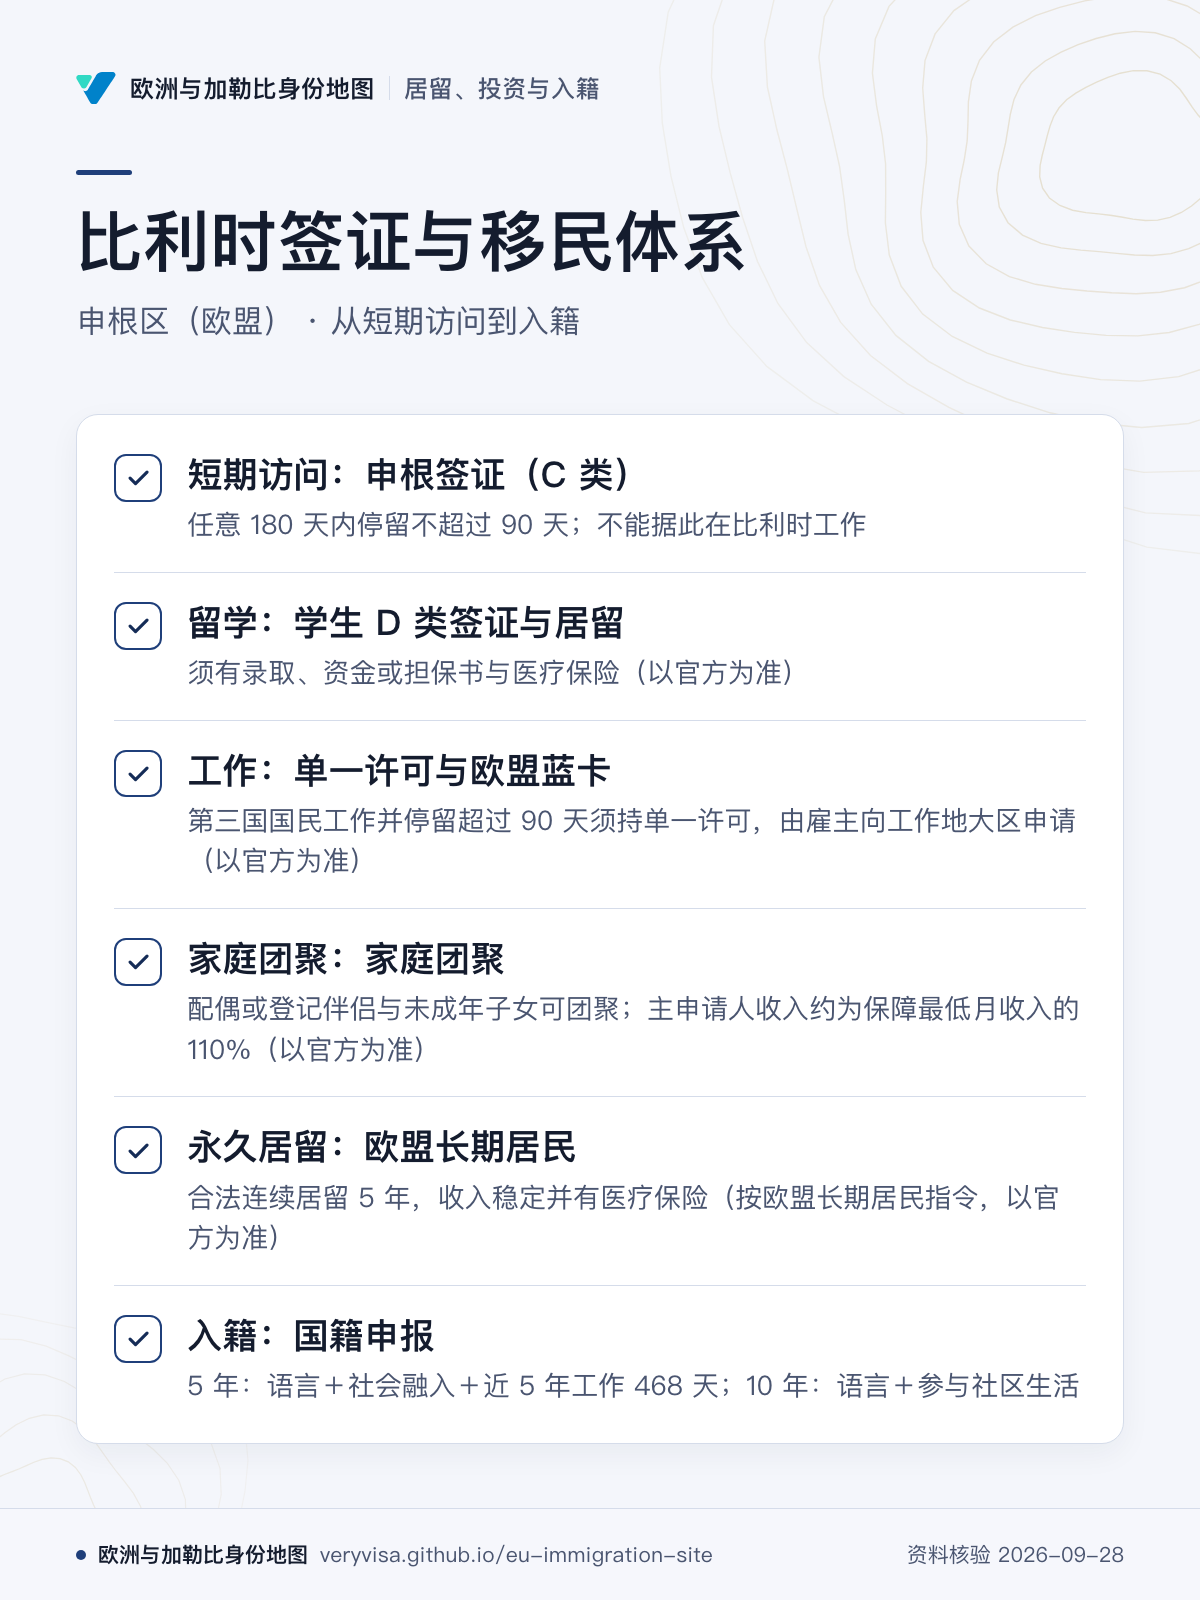 欧洲与加勒比身份地图 居留、投资与入籍
比利时签证与移民体系
申根区（欧盟） · 从短期访问到入籍
短期访问：申根签证（C 类）
任意 180 天内停留不超过 90 天；不能据此在比利时工作
留学：学生 D 类签证与居留
须有录取、资金或担保书与医疗保险（以官方为准）
工作：单一许可与欧盟蓝卡
第三国国民工作并停留超过 90 天须持单一许可，由雇主向工作地大区申请
（以官方为准）
家庭团聚：家庭团聚
配偶或登记伴侣与未成年子女可团聚；主申请人收入约为保障最低月收入的
110%（以官方为准）
永久居留：欧盟长期居民
合法连续居留 5 年，收入稳定并有医疗保险（按欧盟长期居民指令，以官
方为准）
入籍：国籍申报
5 年：语言＋社会融入＋近 5 年工作 468 天；10 年：语言＋参与社区生活
欧洲与加勒比身份地图 veryvisa.github.io/eu-immigration-site 资料核验 2026-09-28